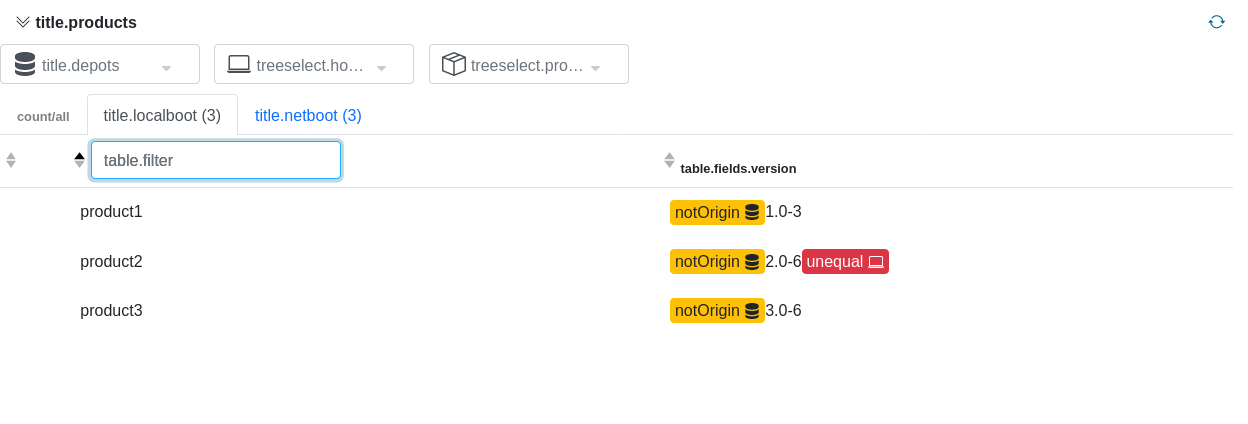 title.products
title.depots treeselect.ho… treeselect.pro…
count/all title.localboot (3) title.netboot (3)
table.filter table.fields.version
product1 notOrigin 1.0-3
product2 notOrigin 2.0-6 unequal
product3 notOrigin 3.0-6